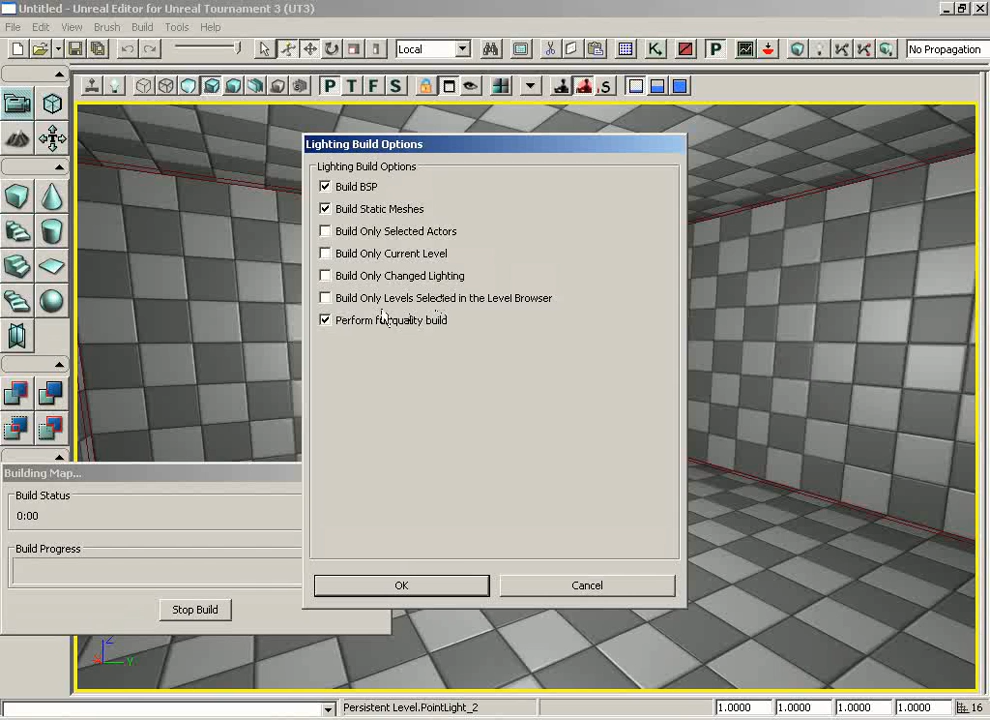 Untitled - Unreal Editor for Unreal Tournament 3 (UT3)
File Edit View Brush Build Tools Help
Local
No Propagation
P T F S
Lighting Build Options
Lighting Build Options
Build BSP
Build Static Meshes
Build Only Selected Actors
Build Only Current Level
Build Only Changed Lighting
Build Only Levels Selected in the Level Browser
Perform full quality build
OK Cancel
Building Map...
Build Status
0:00
Build Progress
Stop Build
Z
X Y
Persistent Level.PointLight_2
1.0000 1.0000 1.0000 1.0000 16